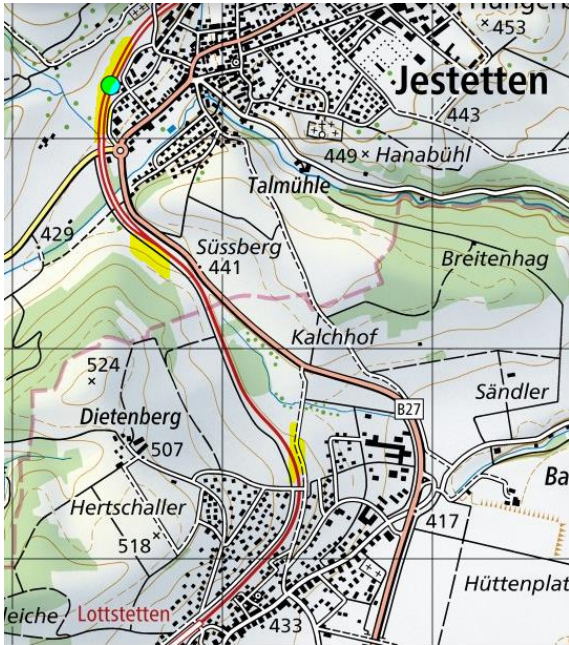 453
Jestetten
443
449
Hanabühl
Talmühle
429
Süssberg
441
Breitenhag
Kalchhof
524
Sändler
B27
Dietenberg
507
Ba
Hertschaller
417
518
Hüttenplat
leiche
Lottstetten
433